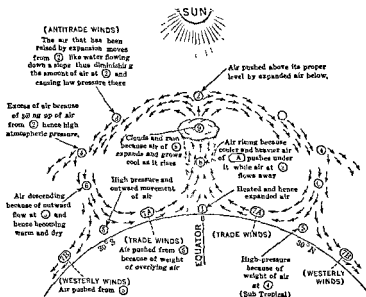 SUN
(ANTITRADE WINDS)
The air that has been
raised by expansion moves
from ② like water flowing
down a slope thus diminishing
the amount of air at ② and
causing low pressure there
Air pushed above its proper
level by expanded air below.
Excess of air because
of piling up of air
from ② hence high
atmospheric pressure.
Clouds and rain
because air of
expands and grows
cool as it rises
Air rising because
cooler and heavier air
of (A) pushes under
it while air at
flows away
Air descending
because of outward
flow at and
hence becoming
warm and dry
High pressure and
outward movement
of air
Heated and hence
expanded air
30° S
(TRADE WINDS)
Air pushed from
because of weight
of overlying air
EQUATOR
(TRADE WINDS)
30° N
High-pressure
because of
weight of air
at ④
(Sub Tropical)
(WESTERLY WINDS)
Air pushed from ⑤
(WESTERLY
WINDS)